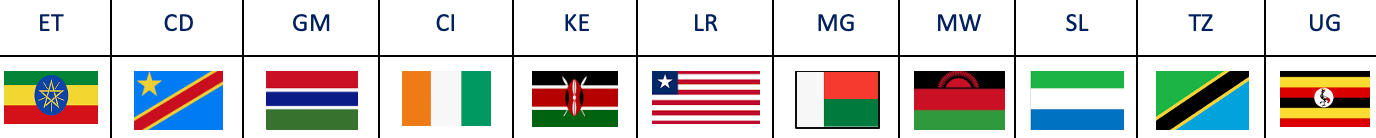 ET CD GM CI KE LR MG MW SL TZ UG